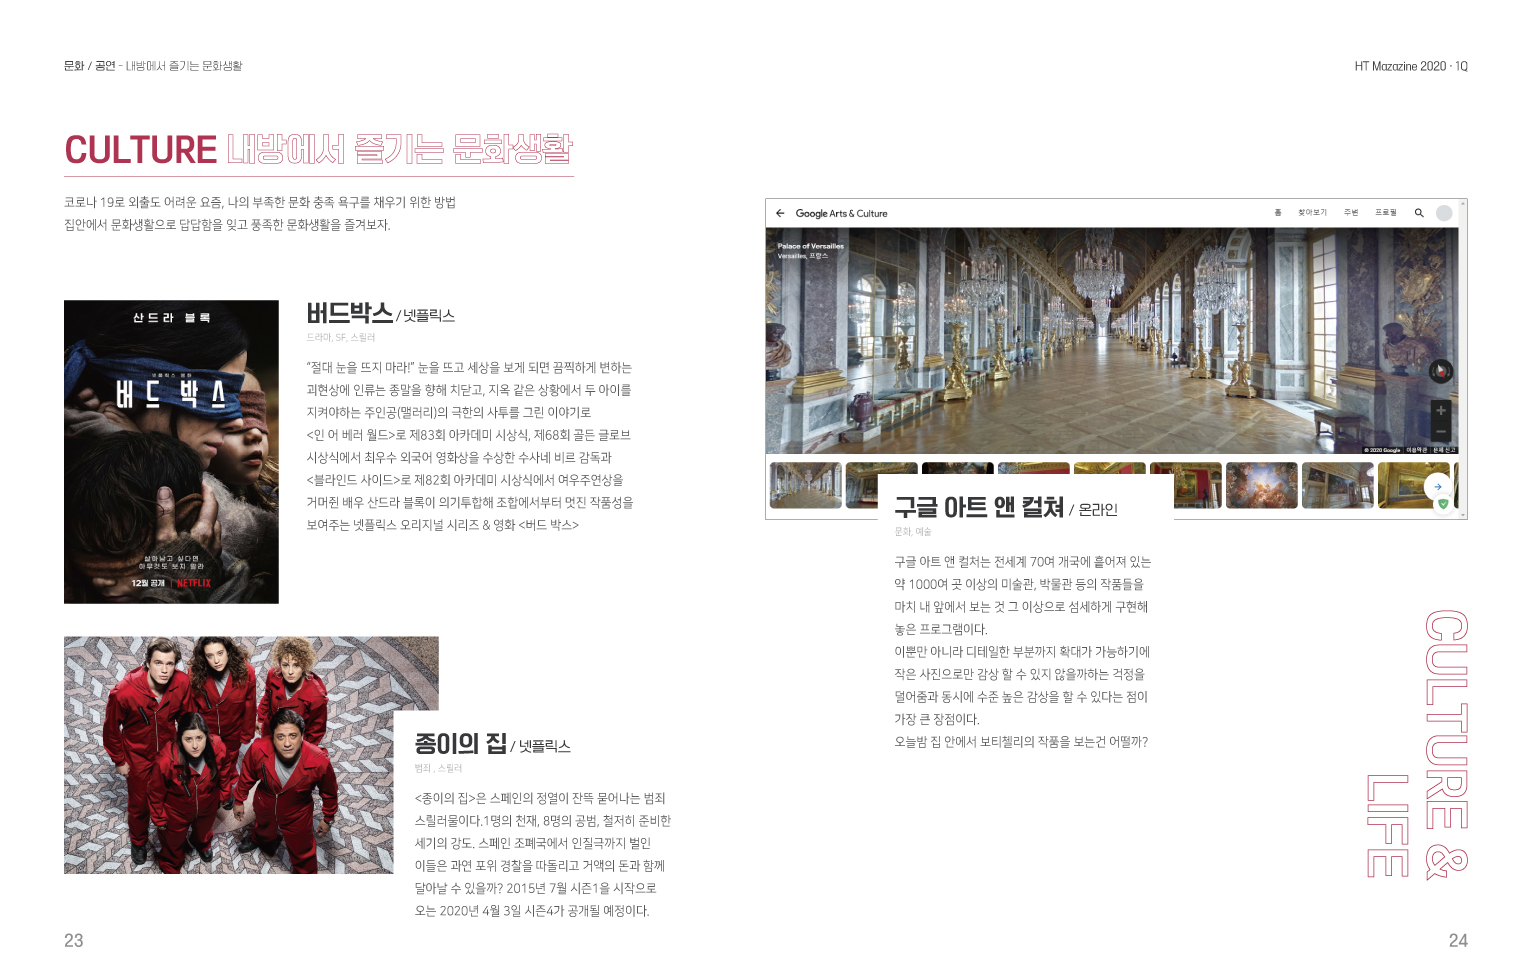 문화 / 공연 - 내방에서 즐기는 문화생활
HT Mazazine 2020 · 1Q
CULTURE 내방에서 즐기는 문화생활
코로나 19로 외출도 어려운 요즘, 나의 부족한 문화 충족 욕구를 채우기 위한 방법
집안에서 문화생활으로 답답함을 잊고 풍족한 문화생활을 즐겨보자.
산드라 블록
넷플릭스 영화
버드 박스
살아남고 싶다면
아무것도 보지 말라
12월 공개 | NETFLIX
버드박스 / 넷플릭스
드라마, SF, 스릴러
“절대 눈을 뜨지 마라!” 눈을 뜨고 세상을 보게 되면 끔찍하게 변하는
괴현상에 인류는 종말을 향해 치닫고, 지옥 같은 상황에서 두 아이를
지켜야하는 주인공(맬러리)의 극한의 사투를 그린 이야기로
<인 어 베러 월드>로 제83회 아카데미 시상식, 제68회 골든 글로브
시상식에서 최우수 외국어 영화상을 수상한 수사네 비르 감독과
<블라인드 사이드>로 제82회 아카데미 시상식에서 여우주연상을
거머쥔 배우 산드라 블록이 의기투합해 조합에서부터 멋진 작품성을
보여주는 넷플릭스 오리지널 시리즈 & 영화 <버드 박스>
종이의 집 / 넷플릭스
범죄 , 스릴러
<종이의 집>은 스페인의 정열이 잔뜩 묻어나는 범죄
스릴러물이다.1명의 천재, 8명의 공범, 철저히 준비한
세기의 강도. 스페인 조폐국에서 인질극까지 벌인
이들은 과연 포위 경찰을 따돌리고 거액의 돈과 함께
달아날 수 있을까? 2015년 7월 시즌1을 시작으로
오는 2020년 4월 3일 시즌4가 공개될 예정이다.
23
Google Arts & Culture
홈 찾아보기 주변 프로필
Palace of Versailles
Versailles, 프랑스
© 2020 Google | 이용약관 | 문제 신고
구글 아트 앤 컬쳐 / 온라인
문화, 예술
구글 아트 앤 컬처는 전세계 70여 개국에 흩어져 있는
약 1000여 곳 이상의 미술관, 박물관 등의 작품들을
마치 내 앞에서 보는 것 그 이상으로 섬세하게 구현해
놓은 프로그램이다.
이뿐만 아니라 디테일한 부분까지 확대가 가능하기에
작은 사진으로만 감상 할 수 있지 않을까하는 걱정을
덜어줌과 동시에 수준 높은 감상을 할 수 있다는 점이
가장 큰 장점이다.
오늘밤 집 안에서 보티첼리의 작품을 보는건 어떨까?
CULTURE &
LIFE
24